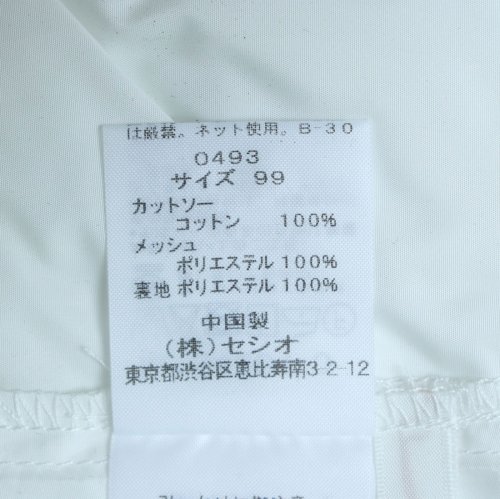 は厳禁。ネット使用。B-30
0493
サイズ 99
カットソー
コットン 100%
メッシュ
ポリエステル 100%
裏地 ポリエステル 100%
中国製
(株)セシオ
東京都渋谷区恵比寿南3-2-12